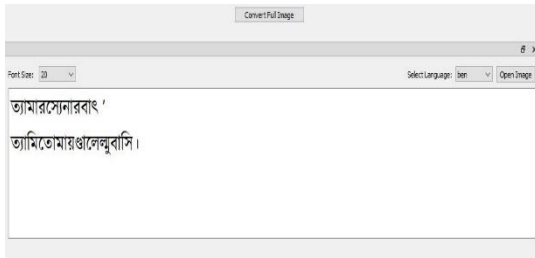 Convert Full Image
Font Size: 20 Select Language: ben Open Image
ত্যামারস্যেনারবাৎ ’
ত্যামিতোমায়ণ্ডালেল্মুবাসি।